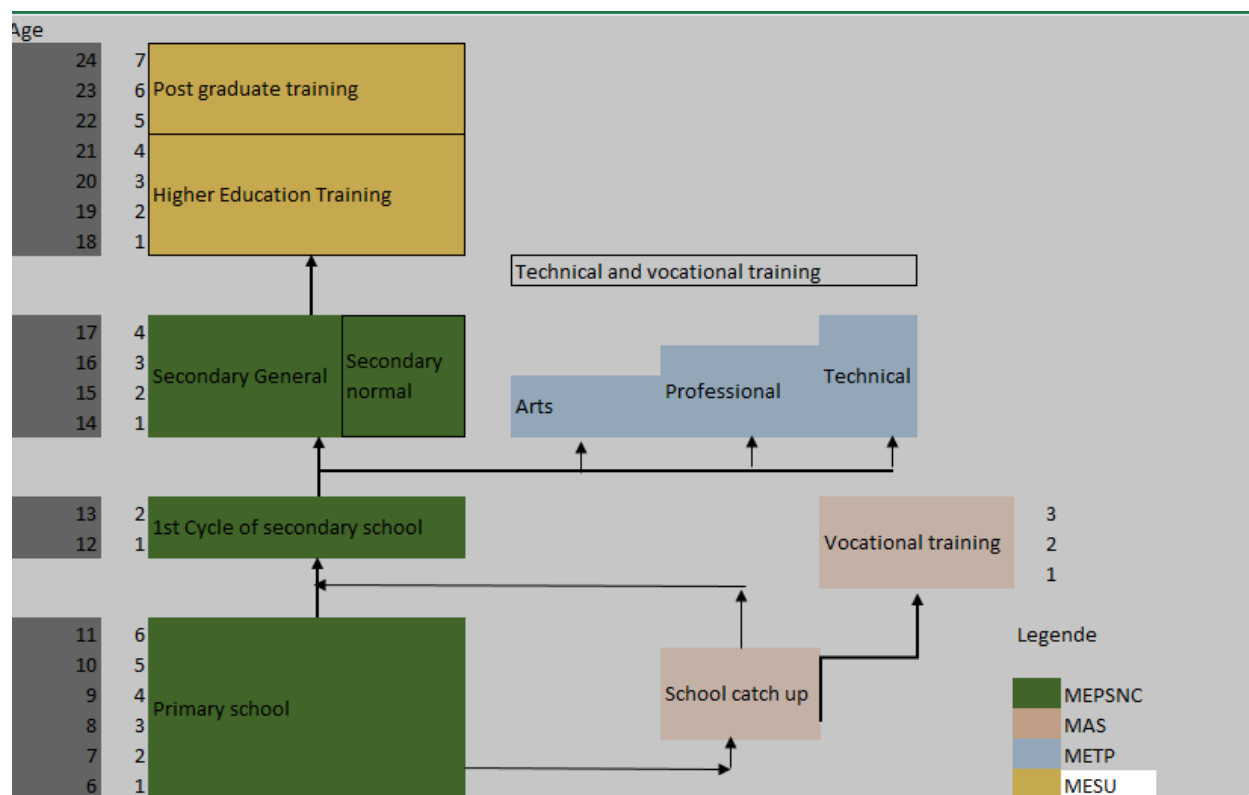 Age
24 7
23 6 Post graduate training
22 5
21 4
20 3 Higher Education Training
19 2
18 1
Technical and vocational training
17 4
16 3 Secondary General Secondary Technical
15 2 normal Professional
14 1 Arts
13 2 1st Cycle of secondary school 3
12 1 Vocational training 2
1
11 6 Legende
10 5
9 4 School catch up MEPSNC
8 3 Primary school MAS
7 2 METP
6 1 MESU